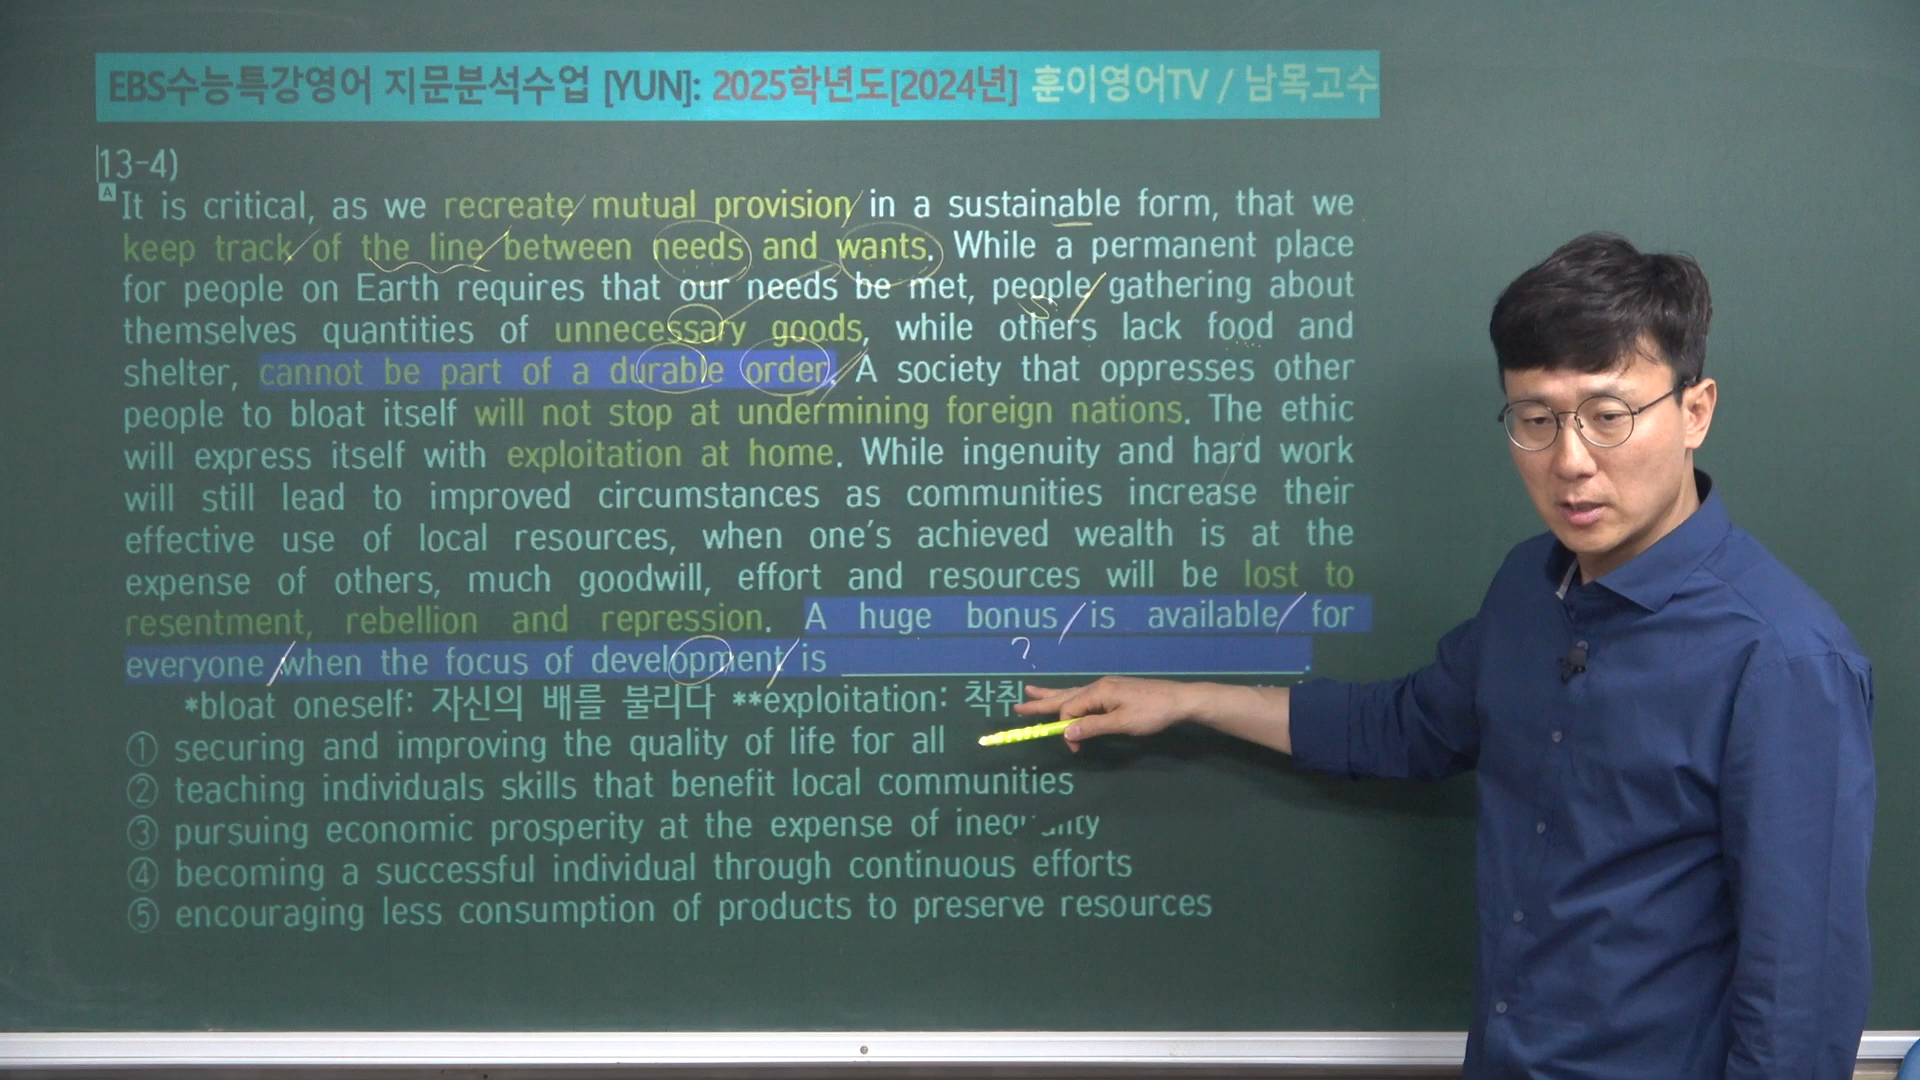 EBS수능특강영어 지문분석수업 [YUN]: 2025학년도[2024년] 훈이영어TV / 남목고수
13-4)
A
It is critical, as we recreate mutual provision in a sustainable form, that we
keep track of the line between needs and wants. While a permanent place
for people on Earth requires that our needs be met, people gathering about
themselves quantities of unnecessary goods, while others lack food and
shelter, cannot be part of a durable order. A society that oppresses other
people to bloat itself will not stop at undermining foreign nations. The ethic
will express itself with exploitation at home. While ingenuity and hard work
will still lead to improved circumstances as communities increase their
effective use of local resources, when one's achieved wealth is at the
expense of others, much goodwill, effort and resources will be lost to
resentment, rebellion and repression. A huge bonus is available for
everyone when the focus of development is ? .
*bloat oneself: 자신의 배를 불리다 **exploitation: 착취
① securing and improving the quality of life for all
② teaching individuals skills that benefit local communities
③ pursuing economic prosperity at the expense of
④ becoming a successful individual through continuous efforts
⑤ encouraging less consumption of products to preserve resources